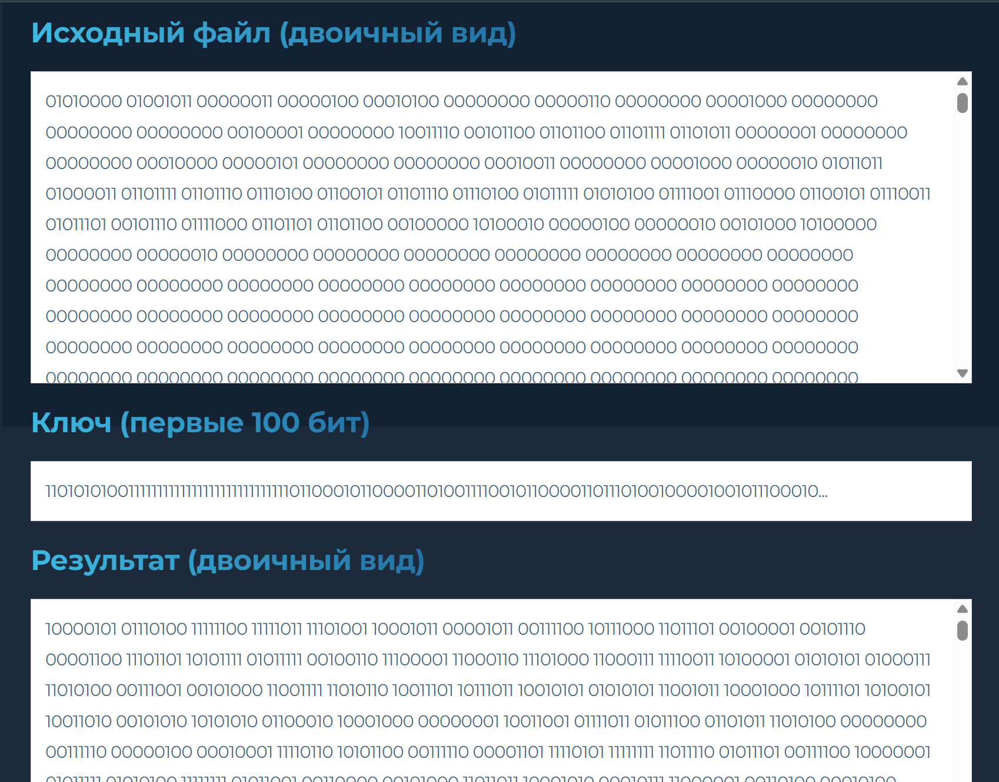 Исходный файл (двоичный вид)
01010000 01001011 00000011 00000100 00010100 00000000 00000110 00000000 00001000 00000000
00000000 00000000 00100001 00000000 10011110 00101100 01101100 01101111 01101011 00000001 00000000
00000000 00010000 00000101 00000000 00000000 00010011 00000000 00001000 00000010 01011011
01000011 01101111 01101110 01110100 01100101 01101110 01110100 01011111 01010100 01111001 01110000 01100101 01110011
01011101 00101110 01111000 01101101 01101100 00100000 10100010 00000100 00000010 00101000 10100000
00000000 00000010 00000000 00000000 00000000 00000000 00000000 00000000 00000000
00000000 00000000 00000000 00000000 00000000 00000000 00000000 00000000 00000000
00000000 00000000 00000000 00000000 00000000 00000000 00000000 00000000 00000000
00000000 00000000 00000000 00000000 00000000 00000000 00000000 00000000 00000000
00000000 00000000 00000000 00000000 00000000 00000000 00000000 00000000 00000000
Ключ (первые 100 бит)
1101010100111111111111111111111111111101100010110000110100111100101100001101110100100001001011100010...
Результат (двоичный вид)
10000101 01110100 11111100 11111011 11101001 10001011 00001011 00111100 10111000 11011101 00100001 00101110
00001100 11101101 10101111 01011111 00100110 11100001 11000110 11101000 11000111 11110011 10100001 01010101 01000111
11010100 00111001 00101000 11001111 11010110 10011101 10111011 10010101 01010101 11001011 10001000 10111101 10100101
10011010 00101010 10101010 01100010 10001000 00000001 10011001 01111011 01011100 01101011 11010100 00000000
00111110 00000100 00010001 11110110 10101100 00111110 00001101 11110101 11111111 11011110 01011101 00111100 10000001